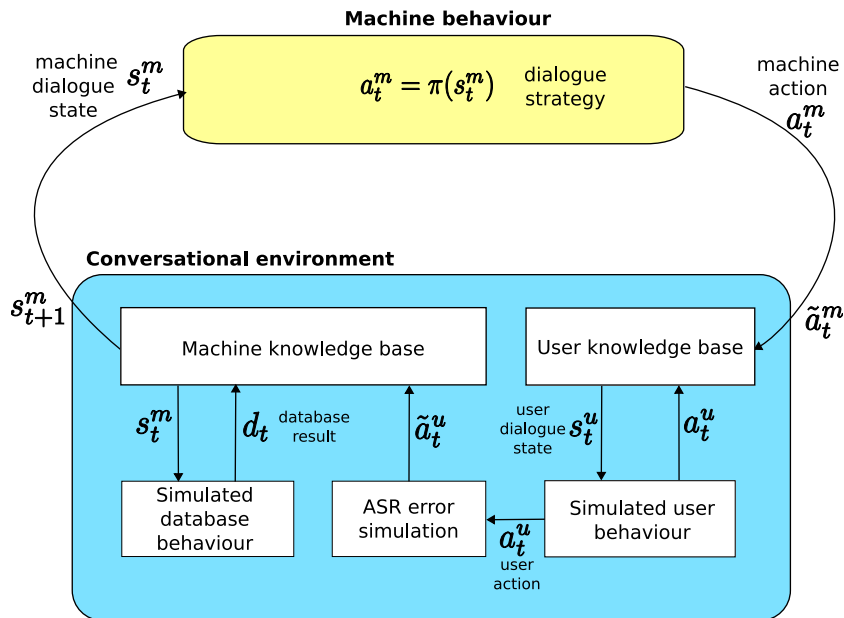 Machine behaviour
machine
dialogue
state
s_t^m
a_t^m = π(s_t^m)
dialogue
strategy
machine
action
a_t^m
Conversational environment
s_{t+1}^m
ã_t^m
Machine knowledge base
User knowledge base
s_t^m
d_t
database
result
ã_t^u
user
dialogue
state
s_t^u
a_t^u
Simulated
database
behaviour
ASR error
simulation
Simulated user
behaviour
a_t^u
user
action